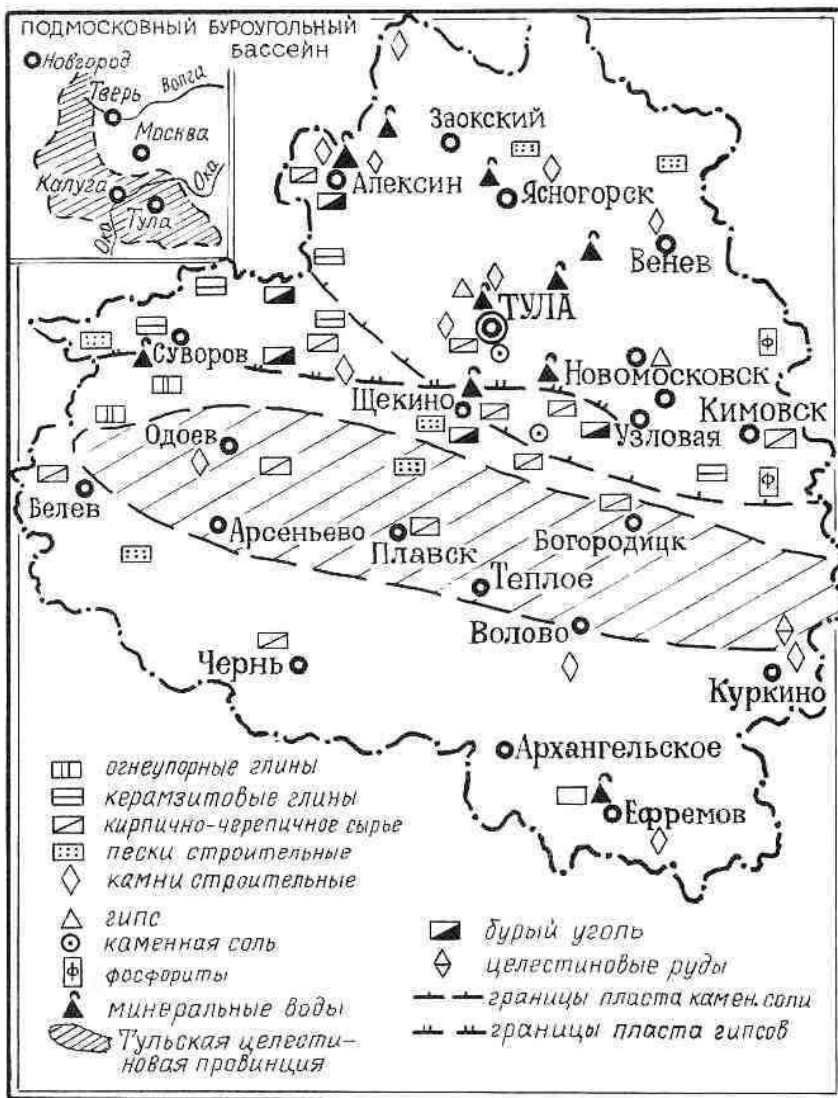 ПОДМОСКОВНЫЙ БУРОУГОЛЬНЫЙ
БАССЕЙН
Новгород
Тверь
Волга
Москва
Калуга
Ока
Тула
Ока
Заокский
Алексин
Ясногорск
Венев
ТУЛА
Суворов
Новомосковск
Щекино
Узловая
Кимовск
Одоев
Белев
Арсеньево
Плавск
Богородицк
Теплое
Волово
Чернь
Куркино
Архангельское
Ефремов
Ф
Ф
огнеупорные глины
керамзитовые глины
кирпично-черепичное сырье
пески строительные
камни строительные
гипс
каменная соль
Ф фосфориты
минеральные воды
Тульская целести-
новая провинция
бурый уголь
целестиновые руды
границы пласта камен. соли
границы пласта гипсов